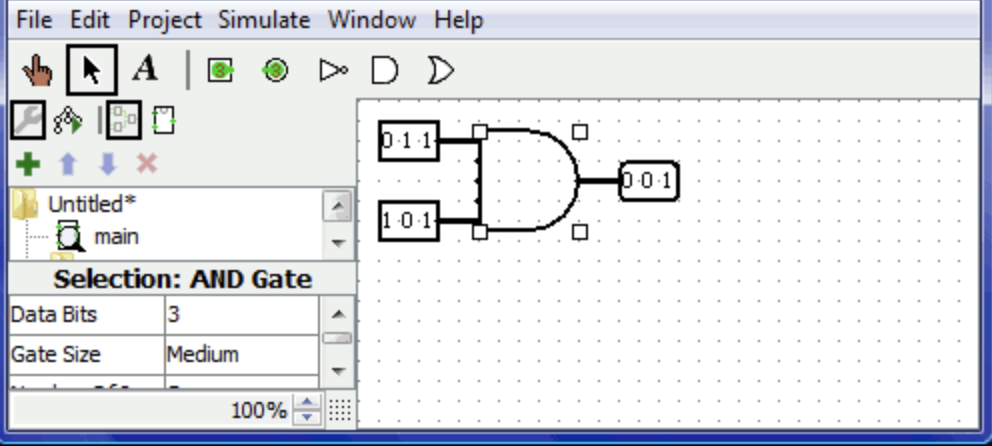 File Edit Project Simulate Window Help
A
Untitled*
main
0 1 1
0 0 1
1 0 1
Selection: AND Gate
Data Bits 3
Gate Size Medium
100%